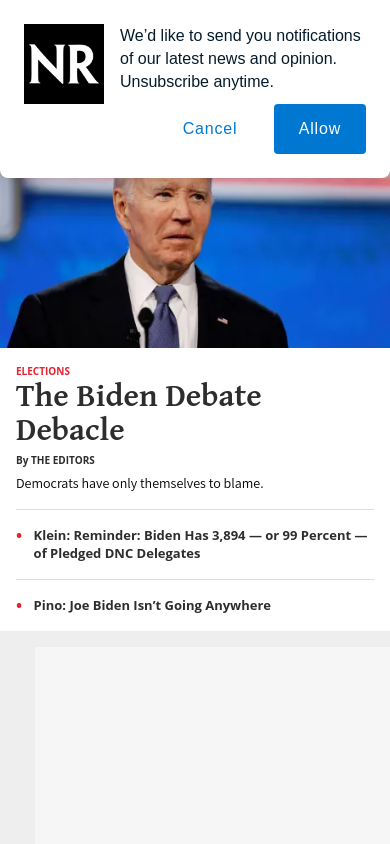 NR
We’d like to send you notifications
of our latest news and opinion.
Unsubscribe anytime.
Cancel
Allow
ELECTIONS
The Biden Debate
Debacle
By THE EDITORS
Democrats have only themselves to blame.
• Klein: Reminder: Biden Has 3,894 — or 99 Percent —
of Pledged DNC Delegates
• Pino: Joe Biden Isn’t Going Anywhere